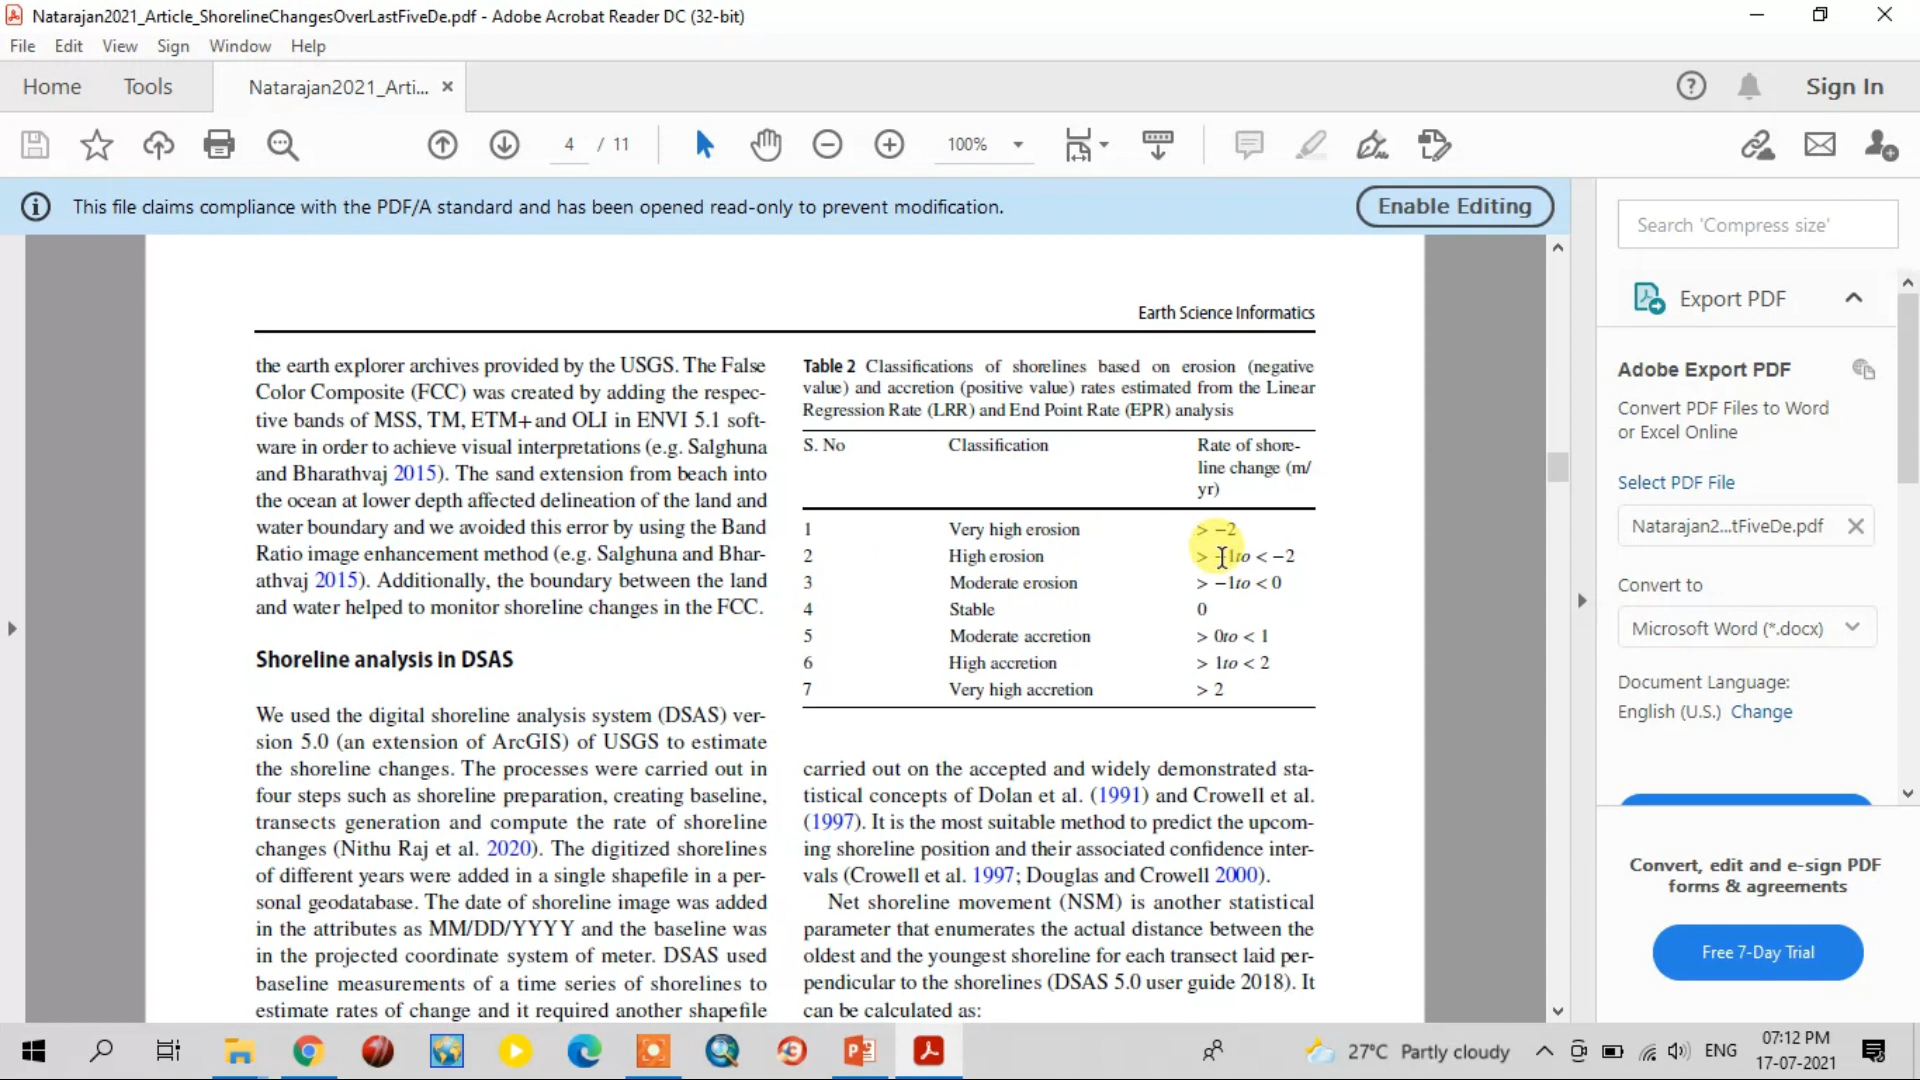 Natarajan2021_Article_ShorelineChangesOverLastFiveDe.pdf - Adobe Acrobat Reader DC (32-bit)
File Edit View Sign Window Help
Home Tools Natarajan2021_Arti... × Sign In
4 / 11 100%
This file claims compliance with the PDF/A standard and has been opened read-only to prevent modification. Enable Editing
Earth Science Informatics
the earth explorer archives provided by the USGS. The False
Color Composite (FCC) was created by adding the respec-
tive bands of MSS, TM, ETM+ and OLI in ENVI 5.1 soft-
ware in order to achieve visual interpretations (e.g. Salghuna
and Bharathvaj 2015). The sand extension from beach into
the ocean at lower depth affected delineation of the land and
water boundary and we avoided this error by using the Band
Ratio image enhancement method (e.g. Salghuna and Bhar-
athvaj 2015). Additionally, the boundary between the land
and water helped to monitor shoreline changes in the FCC.
Shoreline analysis in DSAS
We used the digital shoreline analysis system (DSAS) ver-
sion 5.0 (an extension of ArcGIS) of USGS to estimate
the shoreline changes. The processes were carried out in
four steps such as shoreline preparation, creating baseline,
transects generation and compute the rate of shoreline
changes (Nithu Raj et al. 2020). The digitized shorelines
of different years were added in a single shapefile in a per-
sonal geodatabase. The date of shoreline image was added
in the attributes as MM/DD/YYYY and the baseline was
in the projected coordinate system of meter. DSAS used
baseline measurements of a time series of shorelines to
estimate rates of change and it required another shapefile
Table 2 Classifications of shorelines based on erosion (negative
value) and accretion (positive value) rates estimated from the Linear
Regression Rate (LRR) and End Point Rate (EPR) analysis
S. No Classification Rate of shore-
line change (m/
yr)
1 Very high erosion > −2
2 High erosion > −1to < −2
3 Moderate erosion > −1to < 0
4 Stable 0
5 Moderate accretion > 0to < 1
6 High accretion > 1to < 2
7 Very high accretion > 2
carried out on the accepted and widely demonstrated sta-
tistical concepts of Dolan et al. (1991) and Crowell et al.
(1997). It is the most suitable method to predict the upcom-
ing shoreline position and their associated confidence inter-
vals (Crowell et al. 1997; Douglas and Crowell 2000).
Net shoreline movement (NSM) is another statistical
parameter that enumerates the actual distance between the
oldest and the youngest shoreline for each transect laid per-
pendicular to the shorelines (DSAS 5.0 user guide 2018). It
can be calculated as:
Search 'Compress size'
Export PDF
Adobe Export PDF
Convert PDF Files to Word
or Excel Online
Select PDF File
Natarajan2...tFiveDe.pdf ×
Convert to
Microsoft Word (*.docx)
Document Language:
English (U.S.) Change
Convert, edit and e-sign PDF
forms & agreements
Free 7-Day Trial
27°C Partly cloudy ENG 07:12 PM
17-07-2021